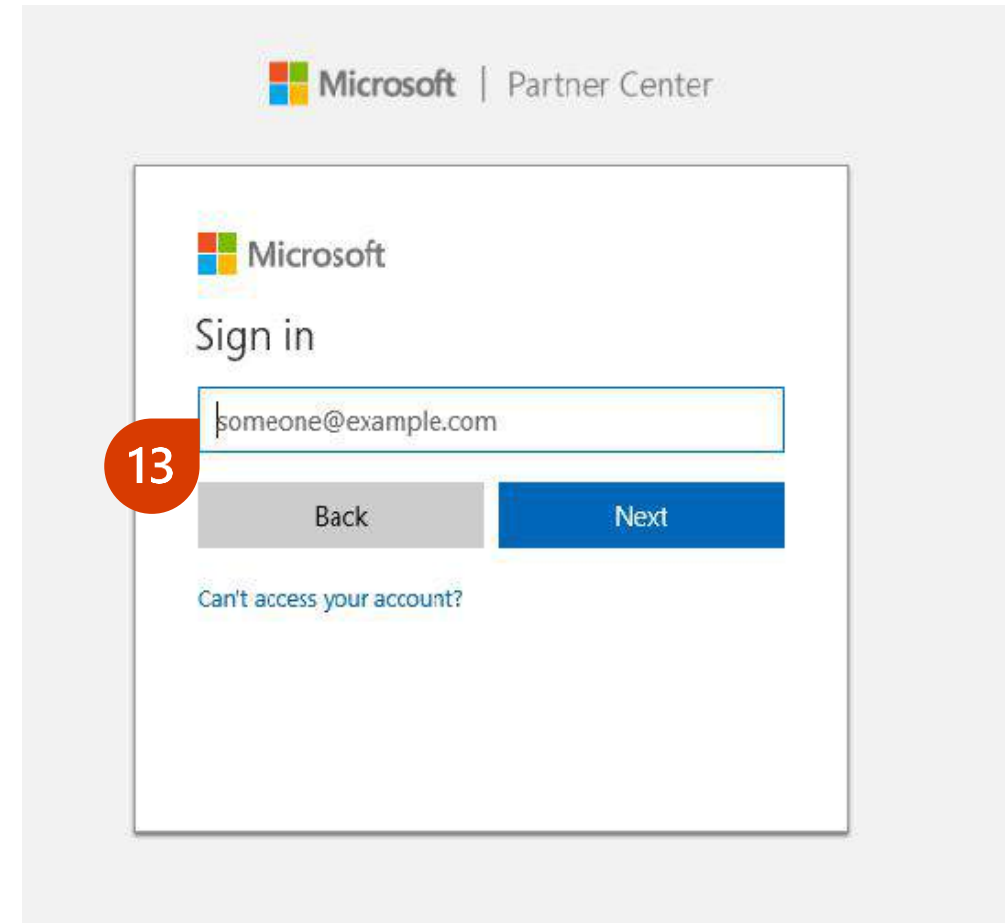 Microsoft | Partner Center
Microsoft
Sign in
someone@example.com
13
Back Next
Can't access your account?